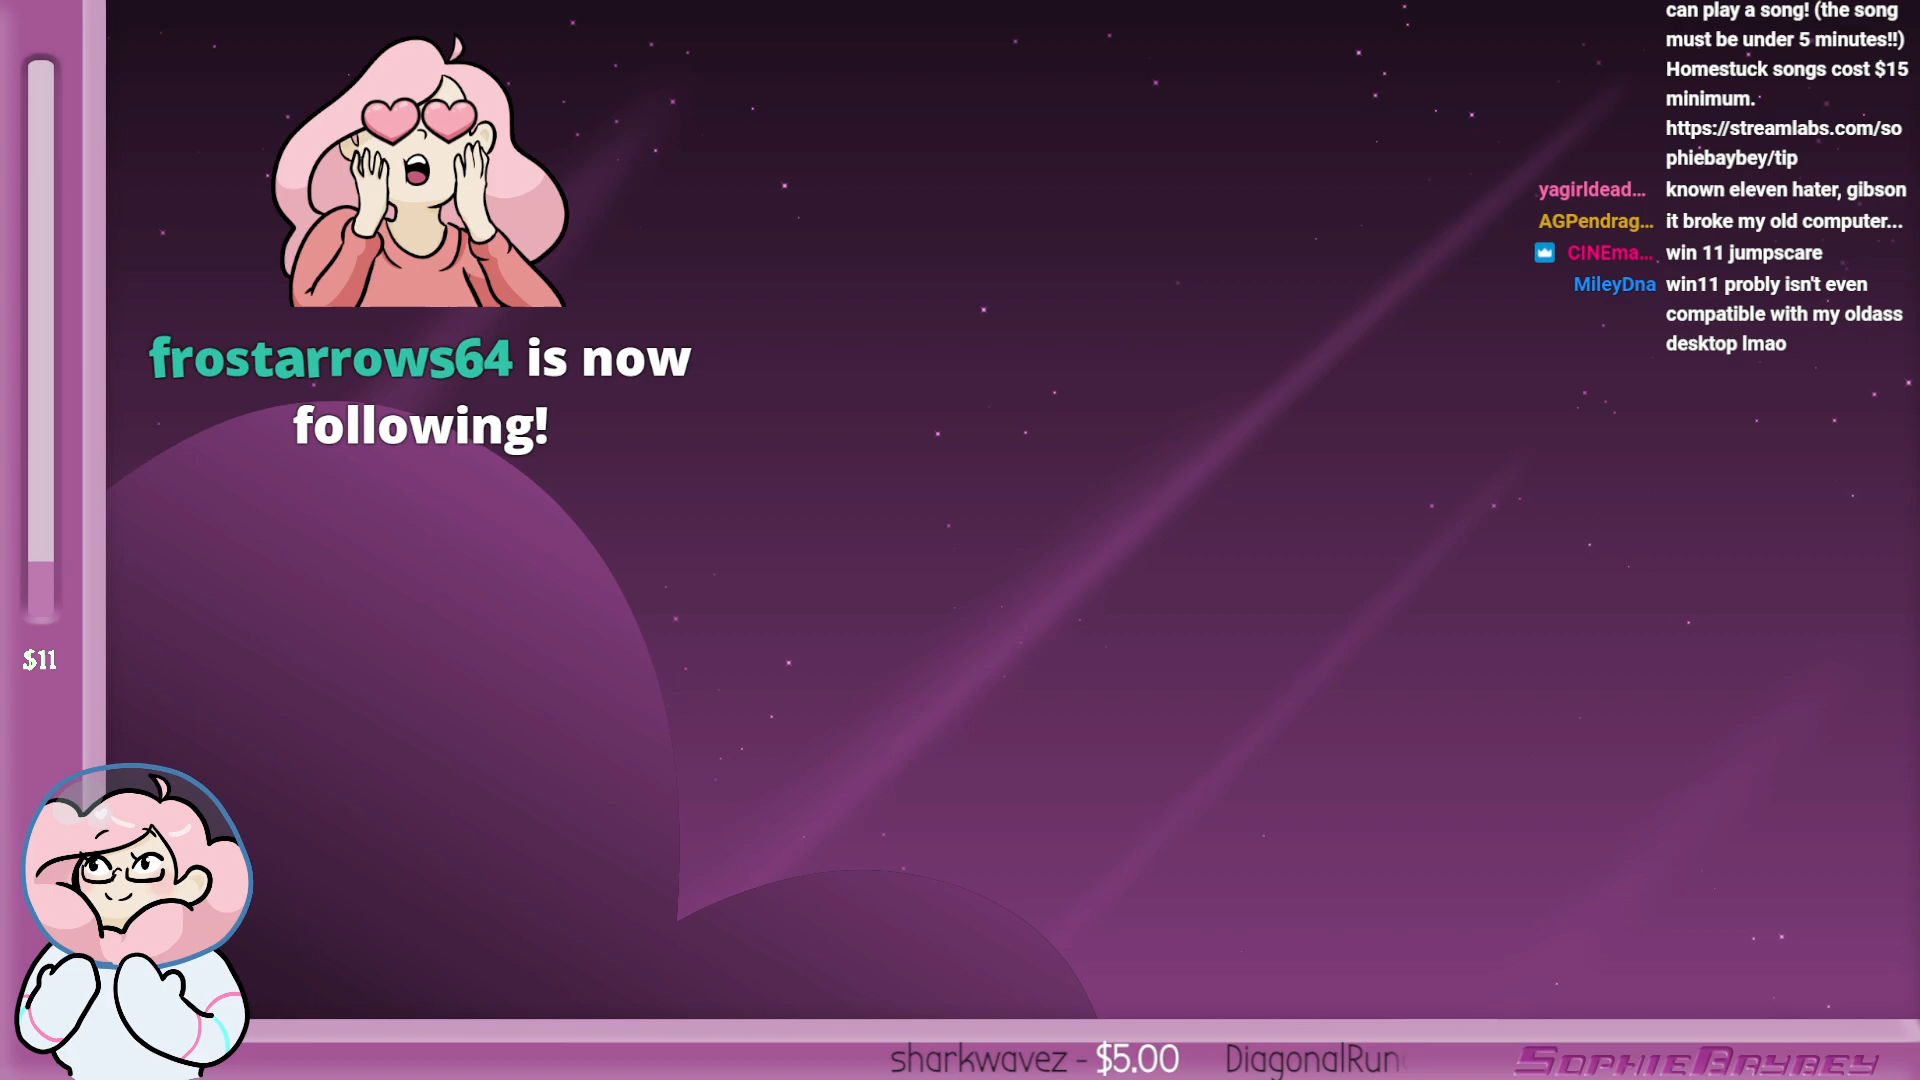 can play a song! (the song
must be under 5 minutes!!)
Homestuck songs cost $15
minimum.
https://streamlabs.com/so
phiebaybey/tip
yagirldead... known eleven hater, gibson
AGPendrag... it broke my old computer...
CINEma... win 11 jumpscare
MileyDna win11 probly isn't even
compatible with my oldass
desktop lmao
frostarrows64 is now
following!
$11
sharkwavez - $5.00 DiagonalRun
SOPHIEBAYBEY